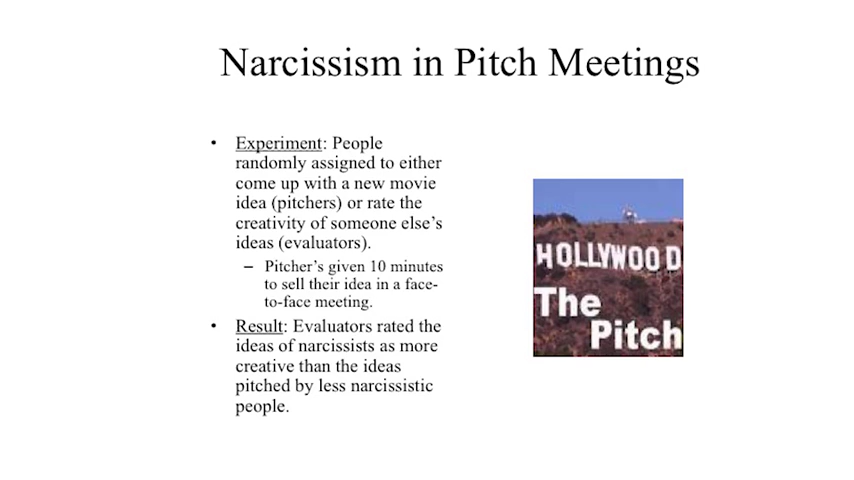 Narcissism in Pitch Meetings
• Experiment: People
randomly assigned to either
come up with a new movie
idea (pitchers) or rate the
creativity of someone else's
ideas (evaluators).
– Pitcher's given 10 minutes
to sell their idea in a face-
to-face meeting.
• Result: Evaluators rated the
ideas of narcissists as more
creative than the ideas
pitched by less narcissistic
people.
HOLLYWOOD
The
Pitch